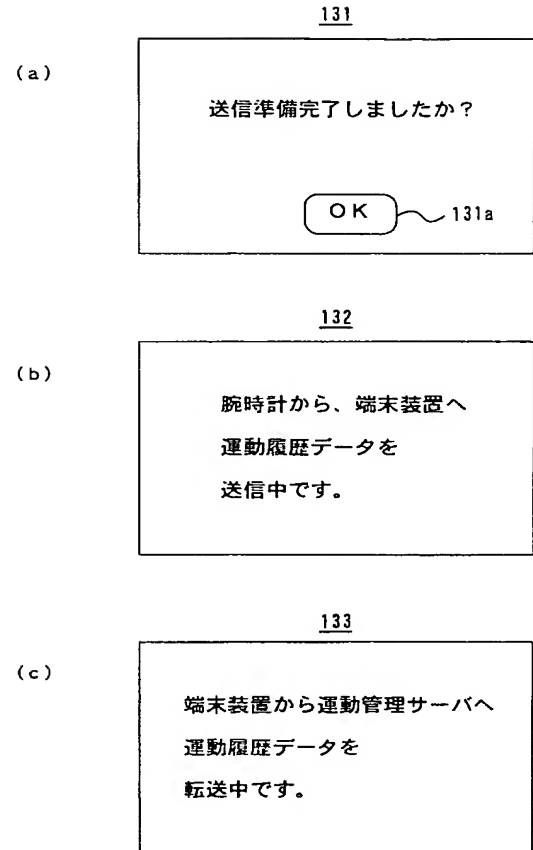 131
(a)
送信準備完了しましたか？
OK
131a
132
(b)
腕時計から、端末装置へ
運動履歴データを
送信中です。
133
(c)
端末装置から運動管理サーバへ
運動履歴データを
転送中です。